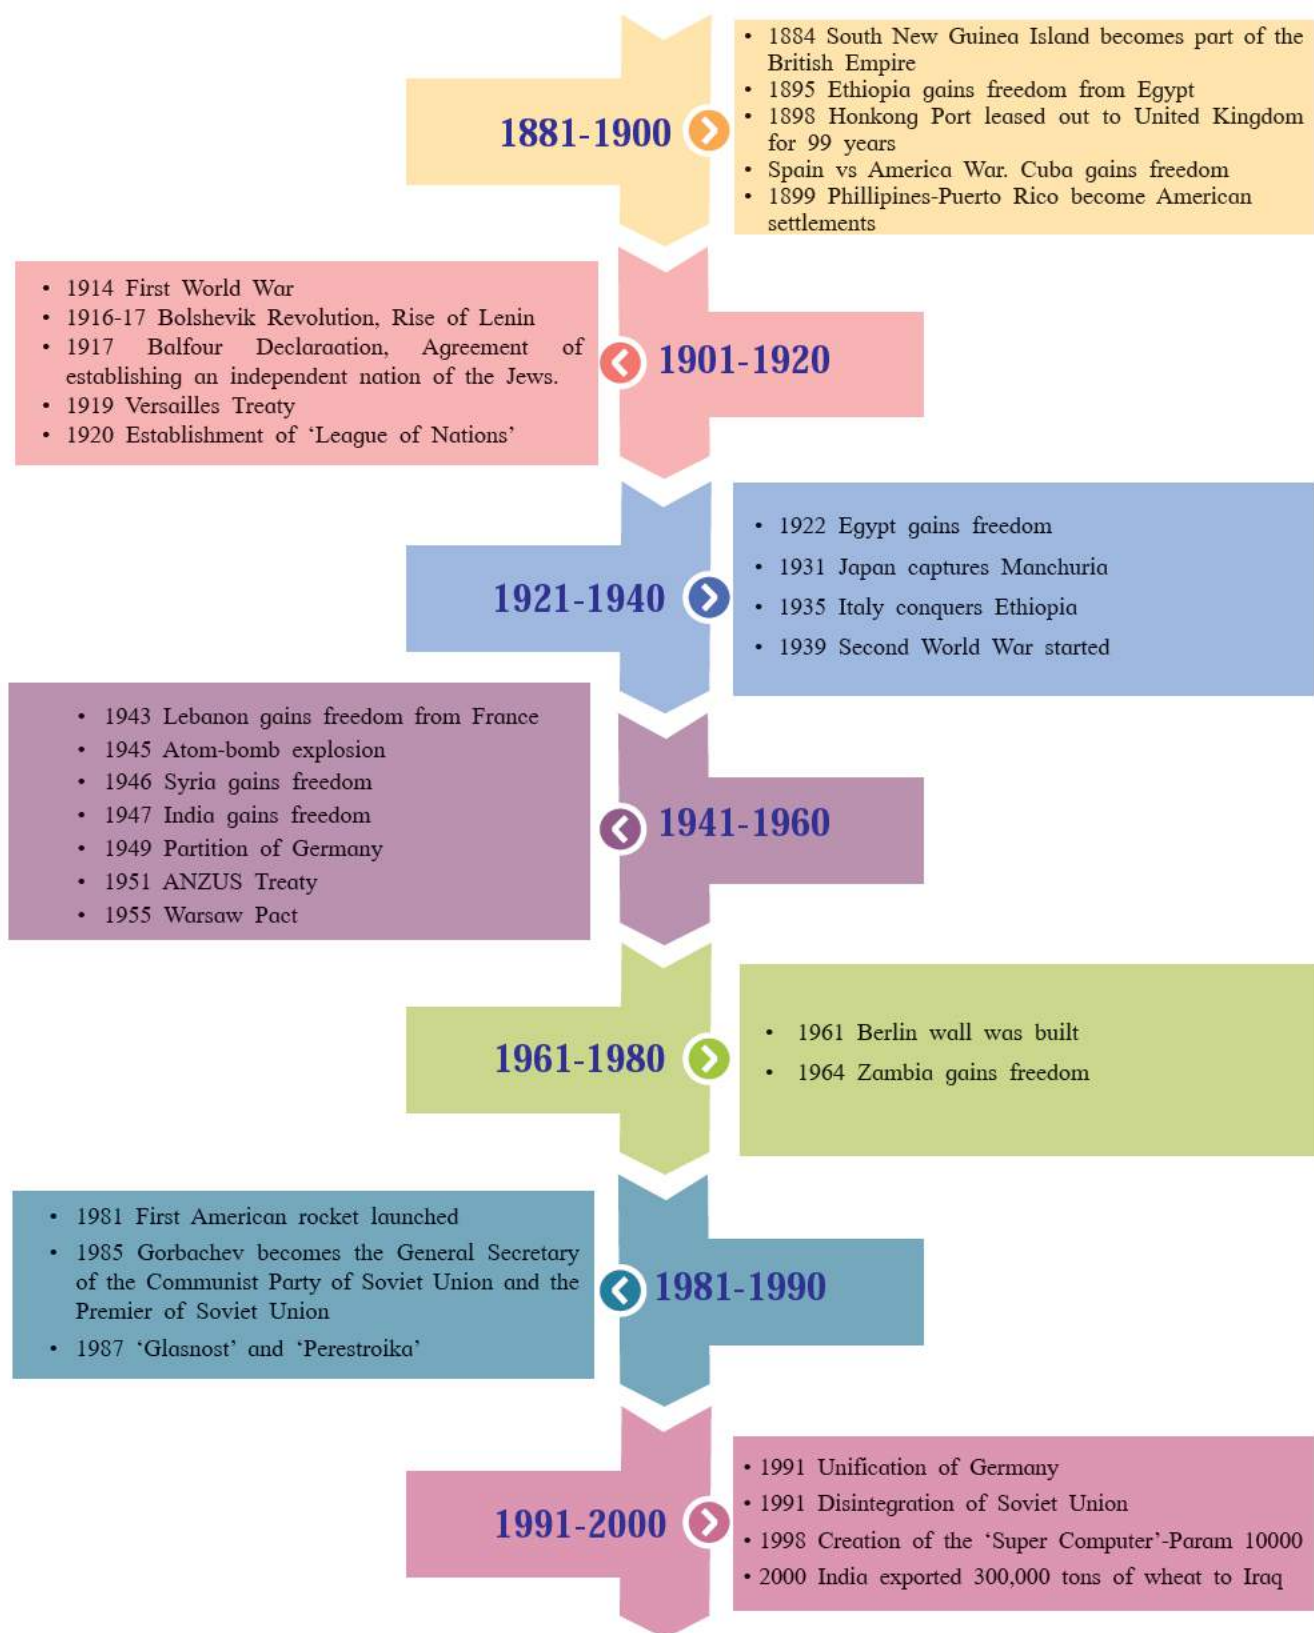 1881-1900
• 1884 South New Guinea Island becomes part of the
British Empire
• 1895 Ethiopia gains freedom from Egypt
• 1898 Honkong Port leased out to United Kingdom
for 99 years
• Spain vs America War. Cuba gains freedom
• 1899 Phillipines-Puerto Rico become American
settlements
1901-1920
• 1914 First World War
• 1916-17 Bolshevik Revolution, Rise of Lenin
• 1917 Balfour Declaraation, Agreement of
establishing an independent nation of the Jews.
• 1919 Versailles Treaty
• 1920 Establishment of ‘League of Nations’
1921-1940
• 1922 Egypt gains freedom
• 1931 Japan captures Manchuria
• 1935 Italy conquers Ethiopia
• 1939 Second World War started
1941-1960
• 1943 Lebanon gains freedom from France
• 1945 Atom-bomb explosion
• 1946 Syria gains freedom
• 1947 India gains freedom
• 1949 Partition of Germany
• 1951 ANZUS Treaty
• 1955 Warsaw Pact
1961-1980
• 1961 Berlin wall was built
• 1964 Zambia gains freedom
1981-1990
• 1981 First American rocket launched
• 1985 Gorbachev becomes the General Secretary
of the Communist Party of Soviet Union and the
Premier of Soviet Union
• 1987 ‘Glasnost’ and ‘Perestroika’
1991-2000
• 1991 Unification of Germany
• 1991 Disintegration of Soviet Union
• 1998 Creation of the ‘Super Computer’-Param 10000
• 2000 India exported 300,000 tons of wheat to Iraq